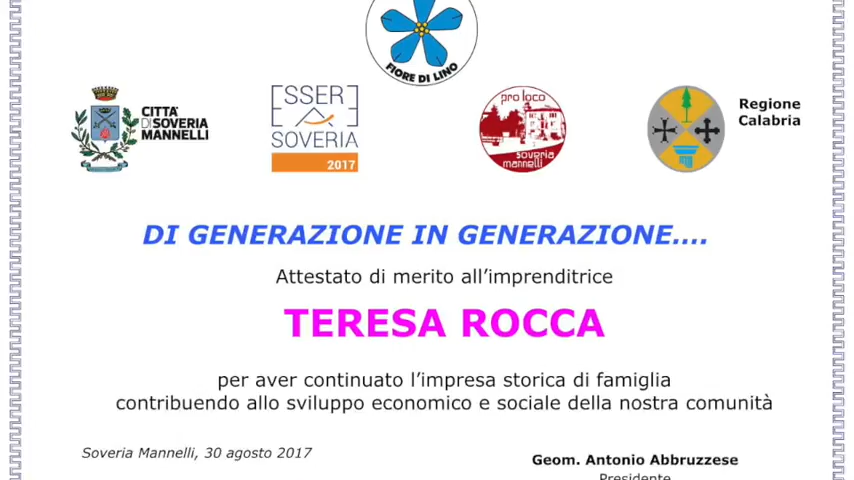 FIORE DI LINO
CITTA'
DI SOVERIA
MANNELLI
ESSERE
A
SOVERIA
2017
pro loco
soveria
mannelli
Regione
Calabria
DI GENERAZIONE IN GENERAZIONE....
Attestato di merito all’imprenditrice
TERESA ROCCA
per aver continuato l’impresa storica di famiglia
contribuendo allo sviluppo economico e sociale della nostra comunità
Soveria Mannelli, 30 agosto 2017
Geom. Antonio Abbruzzese
Presidente